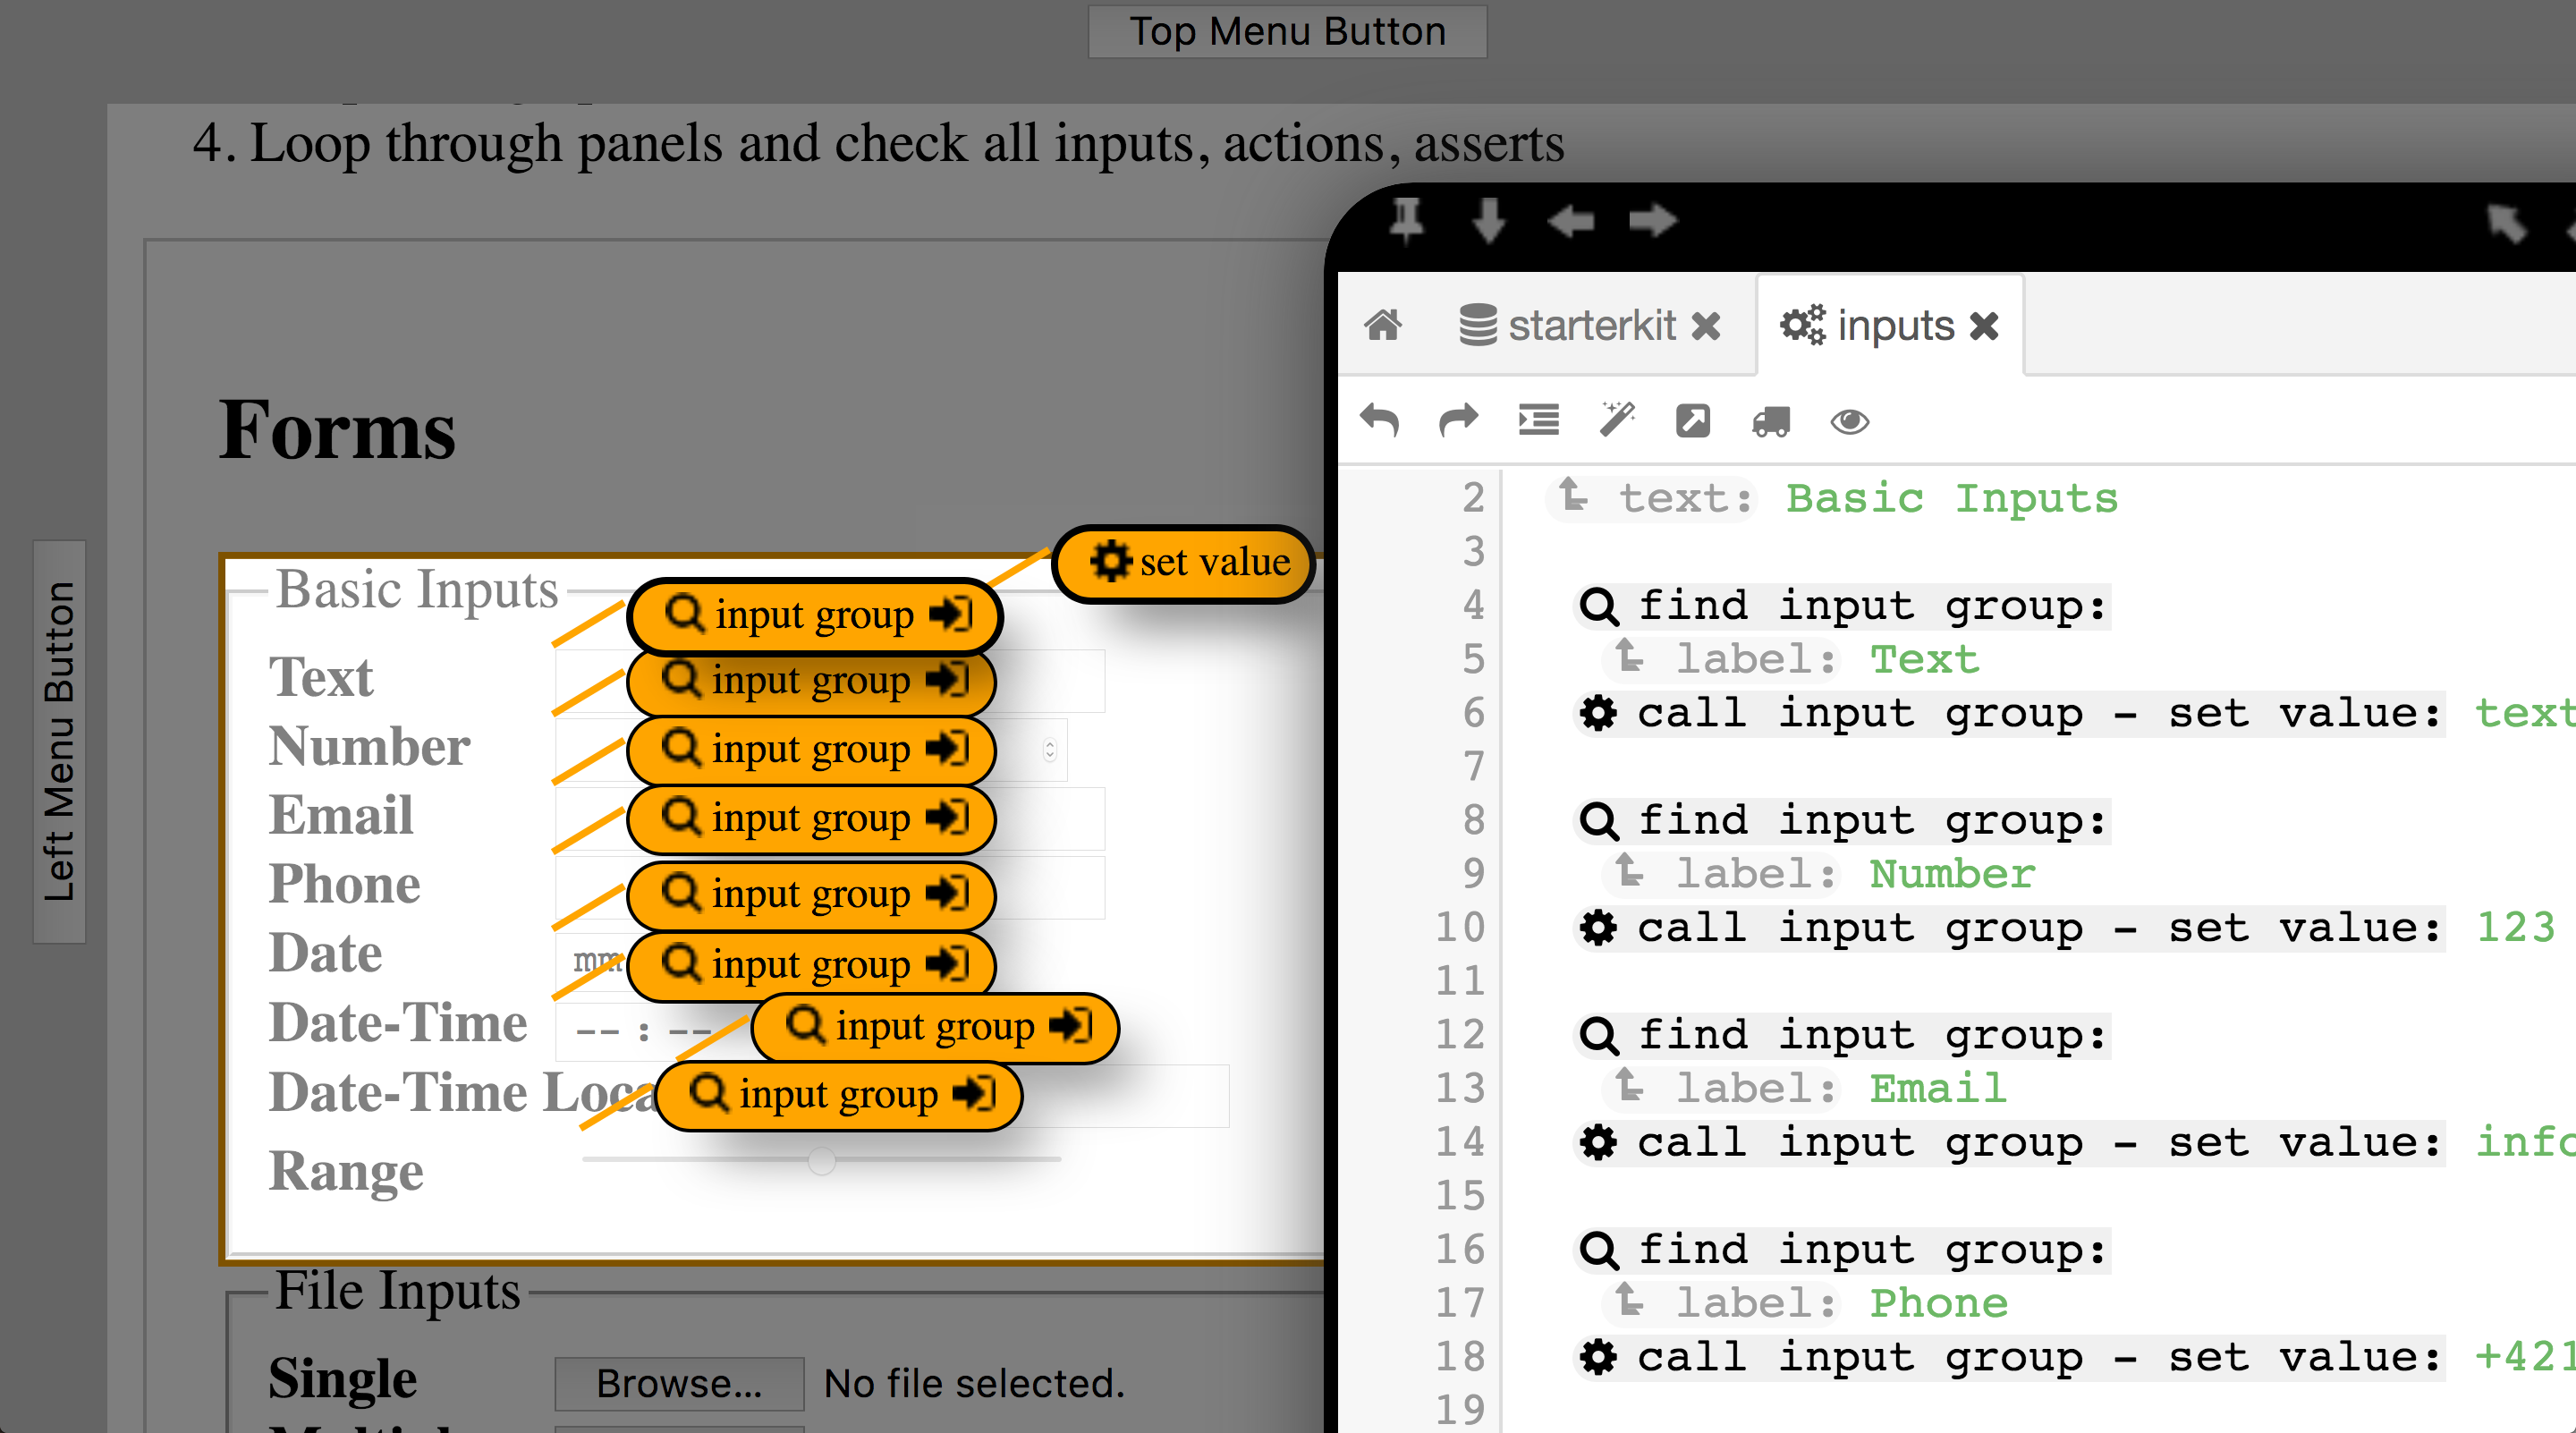 Top Menu Button
4. Loop through panels and check all inputs, actions, asserts
Left Menu Button
Forms
Basic Inputs
set value
input group
Text
input group
Number
input group
Email
input group
Phone
input group
Date
input group
Date-Time
-- : --
input group
Date-Time
input group
Range
File Inputs
Single
Browse...
No file selected.
starterkit
inputs
2 text: Basic Inputs
3
4 find input group:
5 label: Text
6 call input group - set value: text
7
8 find input group:
9 label: Number
10 call input group - set value: 123
11
12 find input group:
13 label: Email
14 call input group - set value:
15
16 find input group:
17 label: Phone
18 call input group - set value: +421
19